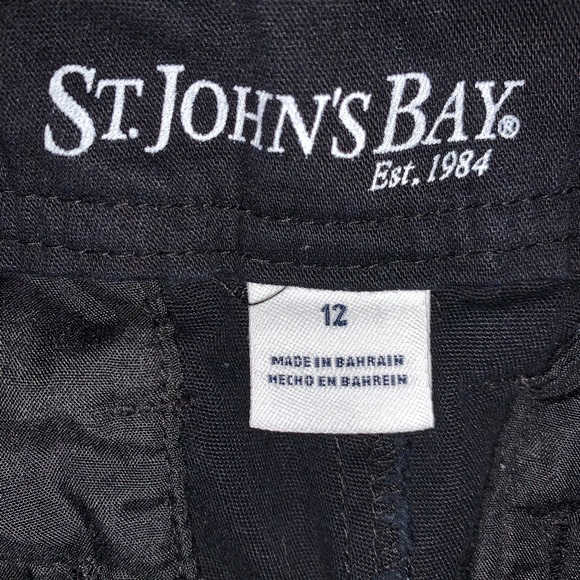 ST. JOHN'S BAY®
Est. 1984
12
MADE IN BAHRAIN
HECHO EN BAHREIN